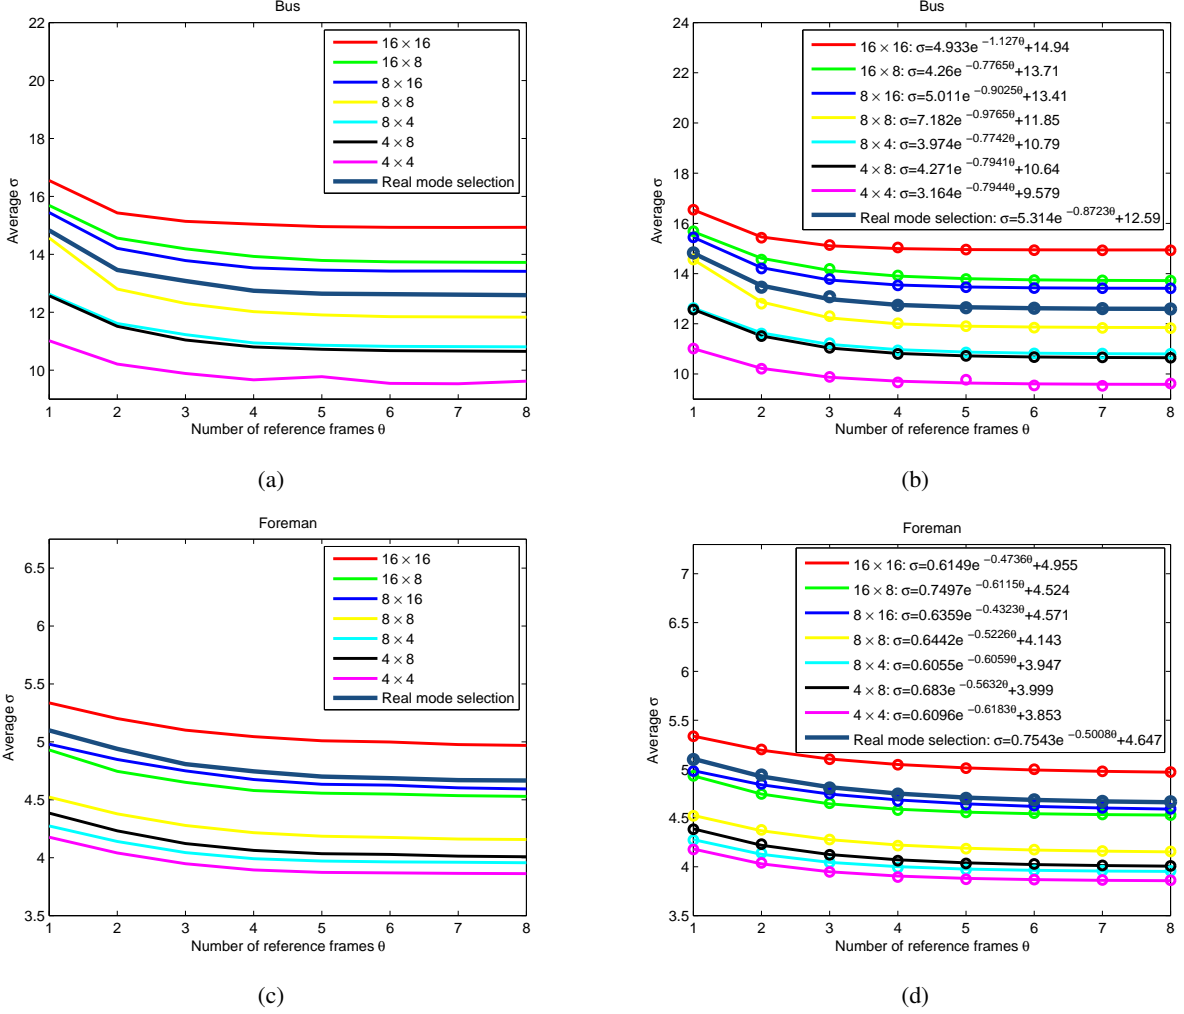 Bus
22
20
18
16
14
12
10
Average σ
16 × 16
16 × 8
8 × 16
8 × 8
8 × 4
4 × 8
4 × 4
Real mode selection
1 2 3 4 5 6 7 8
Number of reference frames θ
(a)
Bus
24
22
20
18
16
14
12
10
Average σ
16 × 16: σ=4.933e^−1.127θ+14.94
16 × 8: σ=4.26e^−0.7765θ+13.71
8 × 16: σ=5.011e^−0.9025θ+13.41
8 × 8: σ=7.182e^−0.9765θ+11.85
8 × 4: σ=3.974e^−0.7742θ+10.79
4 × 8: σ=4.271e^−0.7941θ+10.64
4 × 4: σ=3.164e^−0.7944θ+9.579
Real mode selection: σ=5.314e^−0.8723θ+12.59
1 2 3 4 5 6 7 8
Number of reference frames θ
(b)
Foreman
6.5
6
5.5
5
4.5
4
3.5
Average σ
16 × 16
16 × 8
8 × 16
8 × 8
8 × 4
4 × 8
4 × 4
Real mode selection
1 2 3 4 5 6 7 8
Number of reference frames θ
(c)
Foreman
7
6.5
6
5.5
5
4.5
4
3.5
Average σ
16 × 16: σ=0.6149e^−0.4736θ+4.955
16 × 8: σ=0.7497e^−0.6115θ+4.524
8 × 16: σ=0.6359e^−0.4323θ+4.571
8 × 8: σ=0.6442e^−0.5226θ+4.143
8 × 4: σ=0.6055e^−0.6059θ+3.947
4 × 8: σ=0.683e^−0.5632θ+3.999
4 × 4: σ=0.6096e^−0.6183θ+3.853
Real mode selection: σ=0.7543e^−0.5008θ+4.647
1 2 3 4 5 6 7 8
Number of reference frames θ
(d)